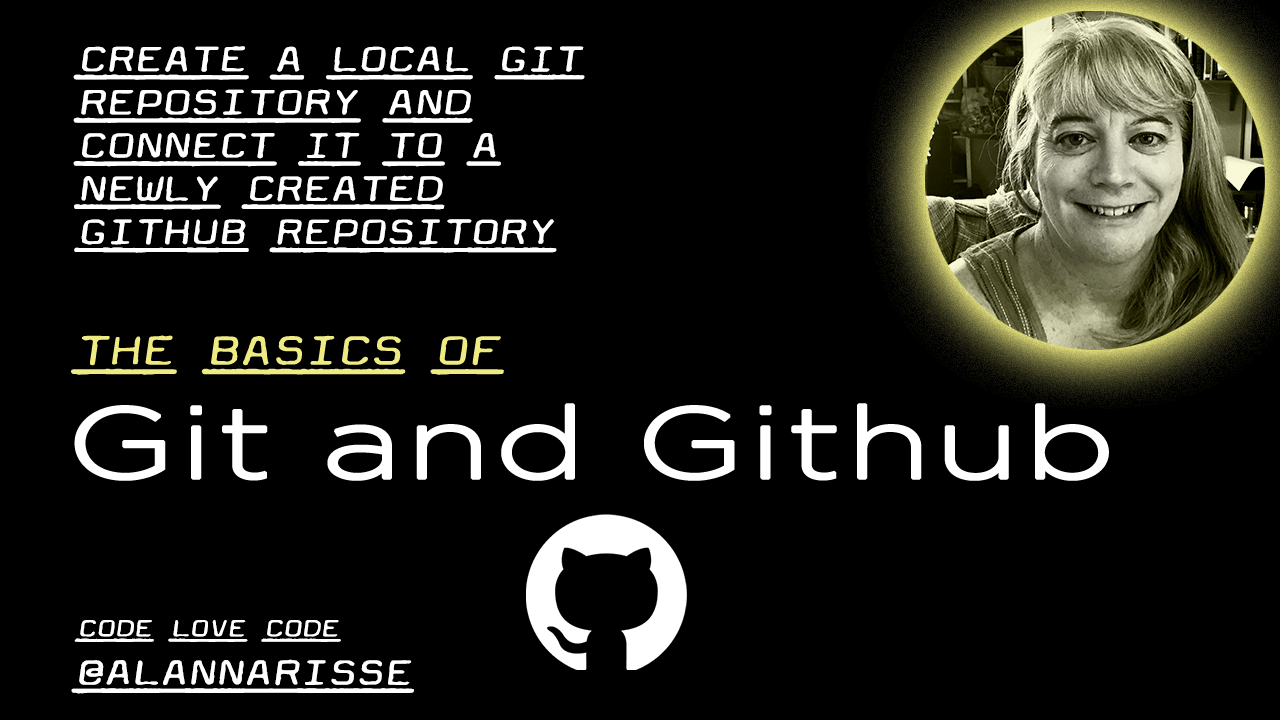 CREATE A LOCAL GIT
REPOSITORY AND
CONNECT IT TO A
NEWLY CREATED
GITHUB REPOSITORY
THE BASICS OF
Git and Github
CODE LOVE CODE
@ALANNARISSE